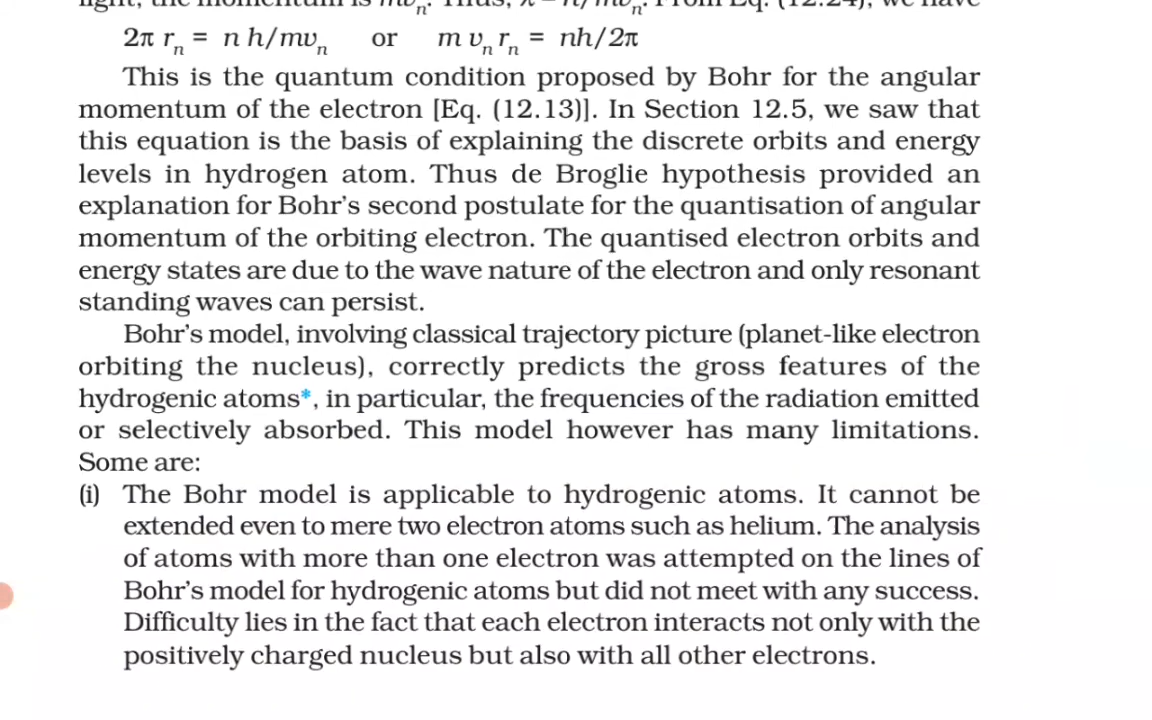 2π rₙ = n h/mvₙ or m vₙ rₙ = nh/2π
This is the quantum condition proposed by Bohr for the angular
momentum of the electron [Eq. (12.13)]. In Section 12.5, we saw that
this equation is the basis of explaining the discrete orbits and energy
levels in hydrogen atom. Thus de Broglie hypothesis provided an
explanation for Bohr's second postulate for the quantisation of angular
momentum of the orbiting electron. The quantised electron orbits and
energy states are due to the wave nature of the electron and only resonant
standing waves can persist.
Bohr's model, involving classical trajectory picture (planet-like electron
orbiting the nucleus), correctly predicts the gross features of the
hydrogenic atoms*, in particular, the frequencies of the radiation emitted
or selectively absorbed. This model however has many limitations.
Some are:
(i) The Bohr model is applicable to hydrogenic atoms. It cannot be
extended even to mere two electron atoms such as helium. The analysis
of atoms with more than one electron was attempted on the lines of
Bohr's model for hydrogenic atoms but did not meet with any success.
Difficulty lies in the fact that each electron interacts not only with the
positively charged nucleus but also with all other electrons.